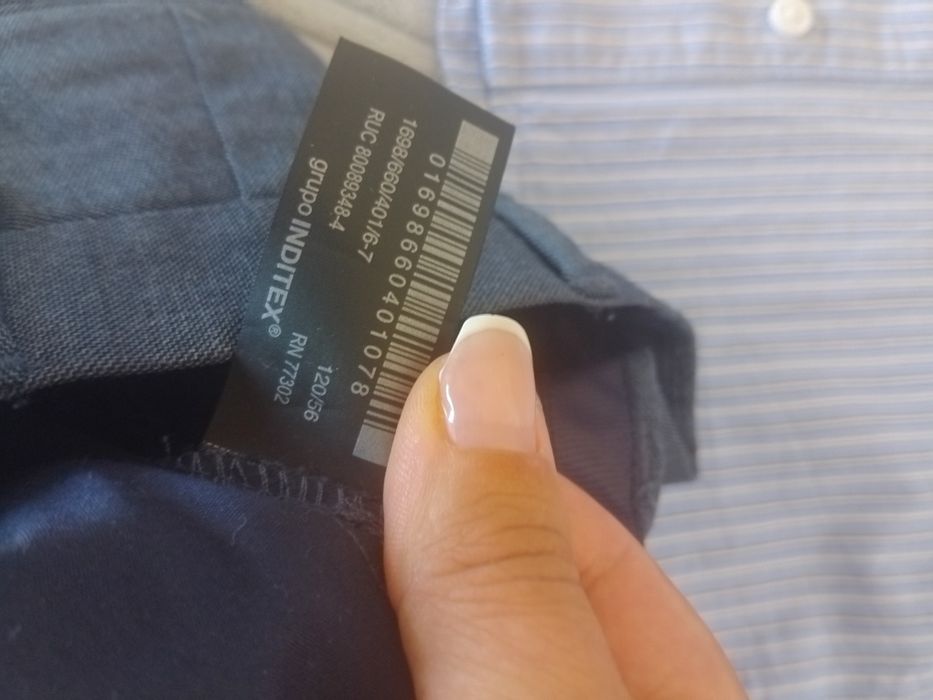 01698660401078
1698/660/401/6-7
RUC 80089348-4
120/56
grupo INDITEX®
RN 77302